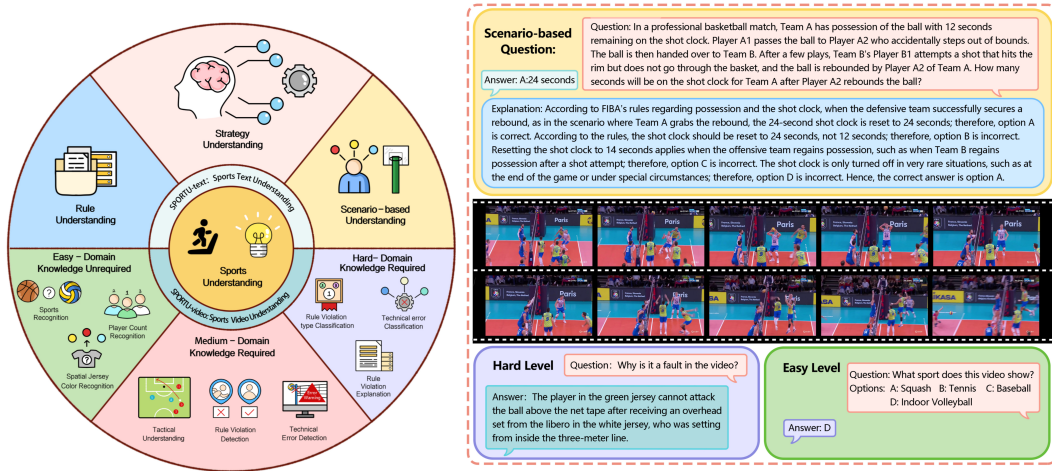 Strategy
Understanding
Rule
Understanding
Scenario-based
Understanding
SPORTU-text: Sports Text Understanding
Sports
Understanding
SPORTU-video: Sports Video Understanding
Easy – Domain
Knowledge Unrequired
Sports
Recognition
Player Count
Recognition
Spatial Jersey
Color Recognition
Medium – Domain
Knowledge Required
Tactical
Understanding
Rule Violation
Detection
Error
Warning
Technical
Error Detection
Hard– Domain
Knowledge Required
Rule Violation
type Classification
Technical error
Classification
Rule
Violation
Explanation
Scenario-based
Question:
Question: In a professional basketball match, Team A has possession of the ball with 12 seconds
remaining on the shot clock. Player A1 passes the ball to Player A2 who accidentally steps out of bounds.
The ball is then handed over to Team B. After a few plays, Team B's Player B1 attempts a shot that hits the
rim but does not go through the basket, and the ball is rebounded by Player A2 of Team A. How many
seconds will be on the shot clock for Team A after Player A2 rebounds the ball?
Answer: A:24 seconds
Explanation: According to FIBA's rules regarding possession and the shot clock, when the defensive team successfully secures a
rebound, as in the scenario where Team A grabs the rebound, the 24-second shot clock is reset to 24 seconds; therefore, option A
is correct. According to the rules, the shot clock should be reset to 24 seconds, not 12 seconds; therefore, option B is incorrect.
Resetting the shot clock to 14 seconds applies when the offensive team regains possession, such as when Team B regains
possession after a shot attempt; therefore, option C is incorrect. The shot clock is only turned off in very rare situations, such as at
the end of the game or under special circumstances; therefore, option D is incorrect. Hence, the correct answer is option A.
Paris
Paris
Paris
Paris
Paris
Paris
Paris
Hard Level
Question: Why is it a fault in the video?
Answer: The player in the green jersey cannot attack
the ball above the net tape after receiving an overhead
set from the libero in the white jersey, who was setting
from inside the three-meter line.
Easy Level
Question: What sport does this video show?
Options: A: Squash B: Tennis C: Baseball
D: Indoor Volleyball
Answer: D